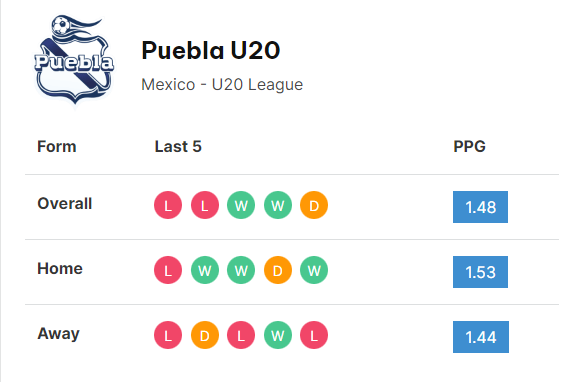 Puebla
Puebla U20
Mexico - U20 League
Form Last 5 PPG
Overall L L W W D 1.48
Home L W W D W 1.53
Away L D L W L 1.44